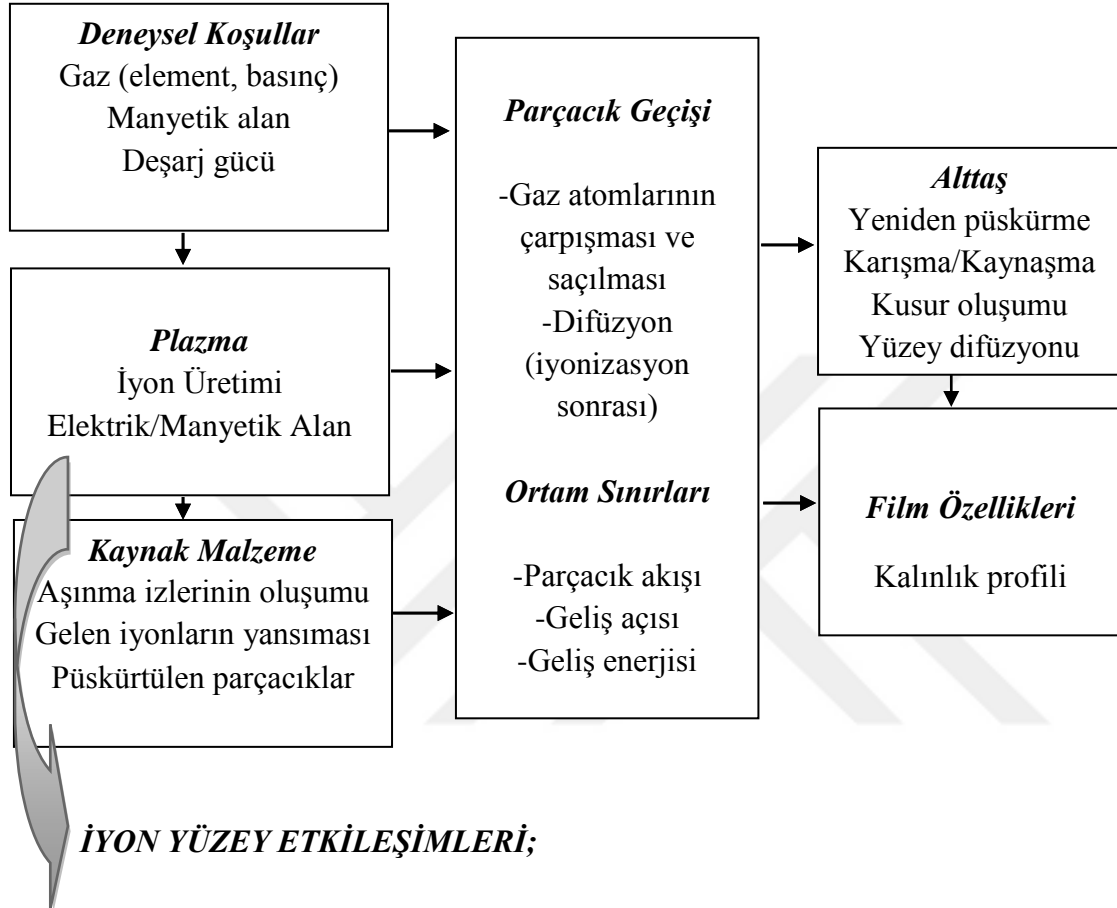 Deneysel Koşullar
Gaz (element, basınç)
Manyetik alan
Deşarj gücü
Plazma
İyon Üretimi
Elektrik/Manyetik Alan
Kaynak Malzeme
Aşınma izlerinin oluşumu
Gelen iyonların yansıması
Püskürtülen parçacıklar
Parçacık Geçişi
-Gaz atomlarının
çarpışması ve
saçılması
-Difüzyon
(iyonizasyon
sonrası)
Ortam Sınırları
-Parçacık akışı
-Geliş açısı
-Geliş enerjisi
Alttaş
Yeniden püskürme
Karışma/Kaynaşma
Kusur oluşumu
Yüzey difüzyonu
Film Özellikleri
Kalınlık profili
İYON YÜZEY ETKİLEŞİMLERİ;